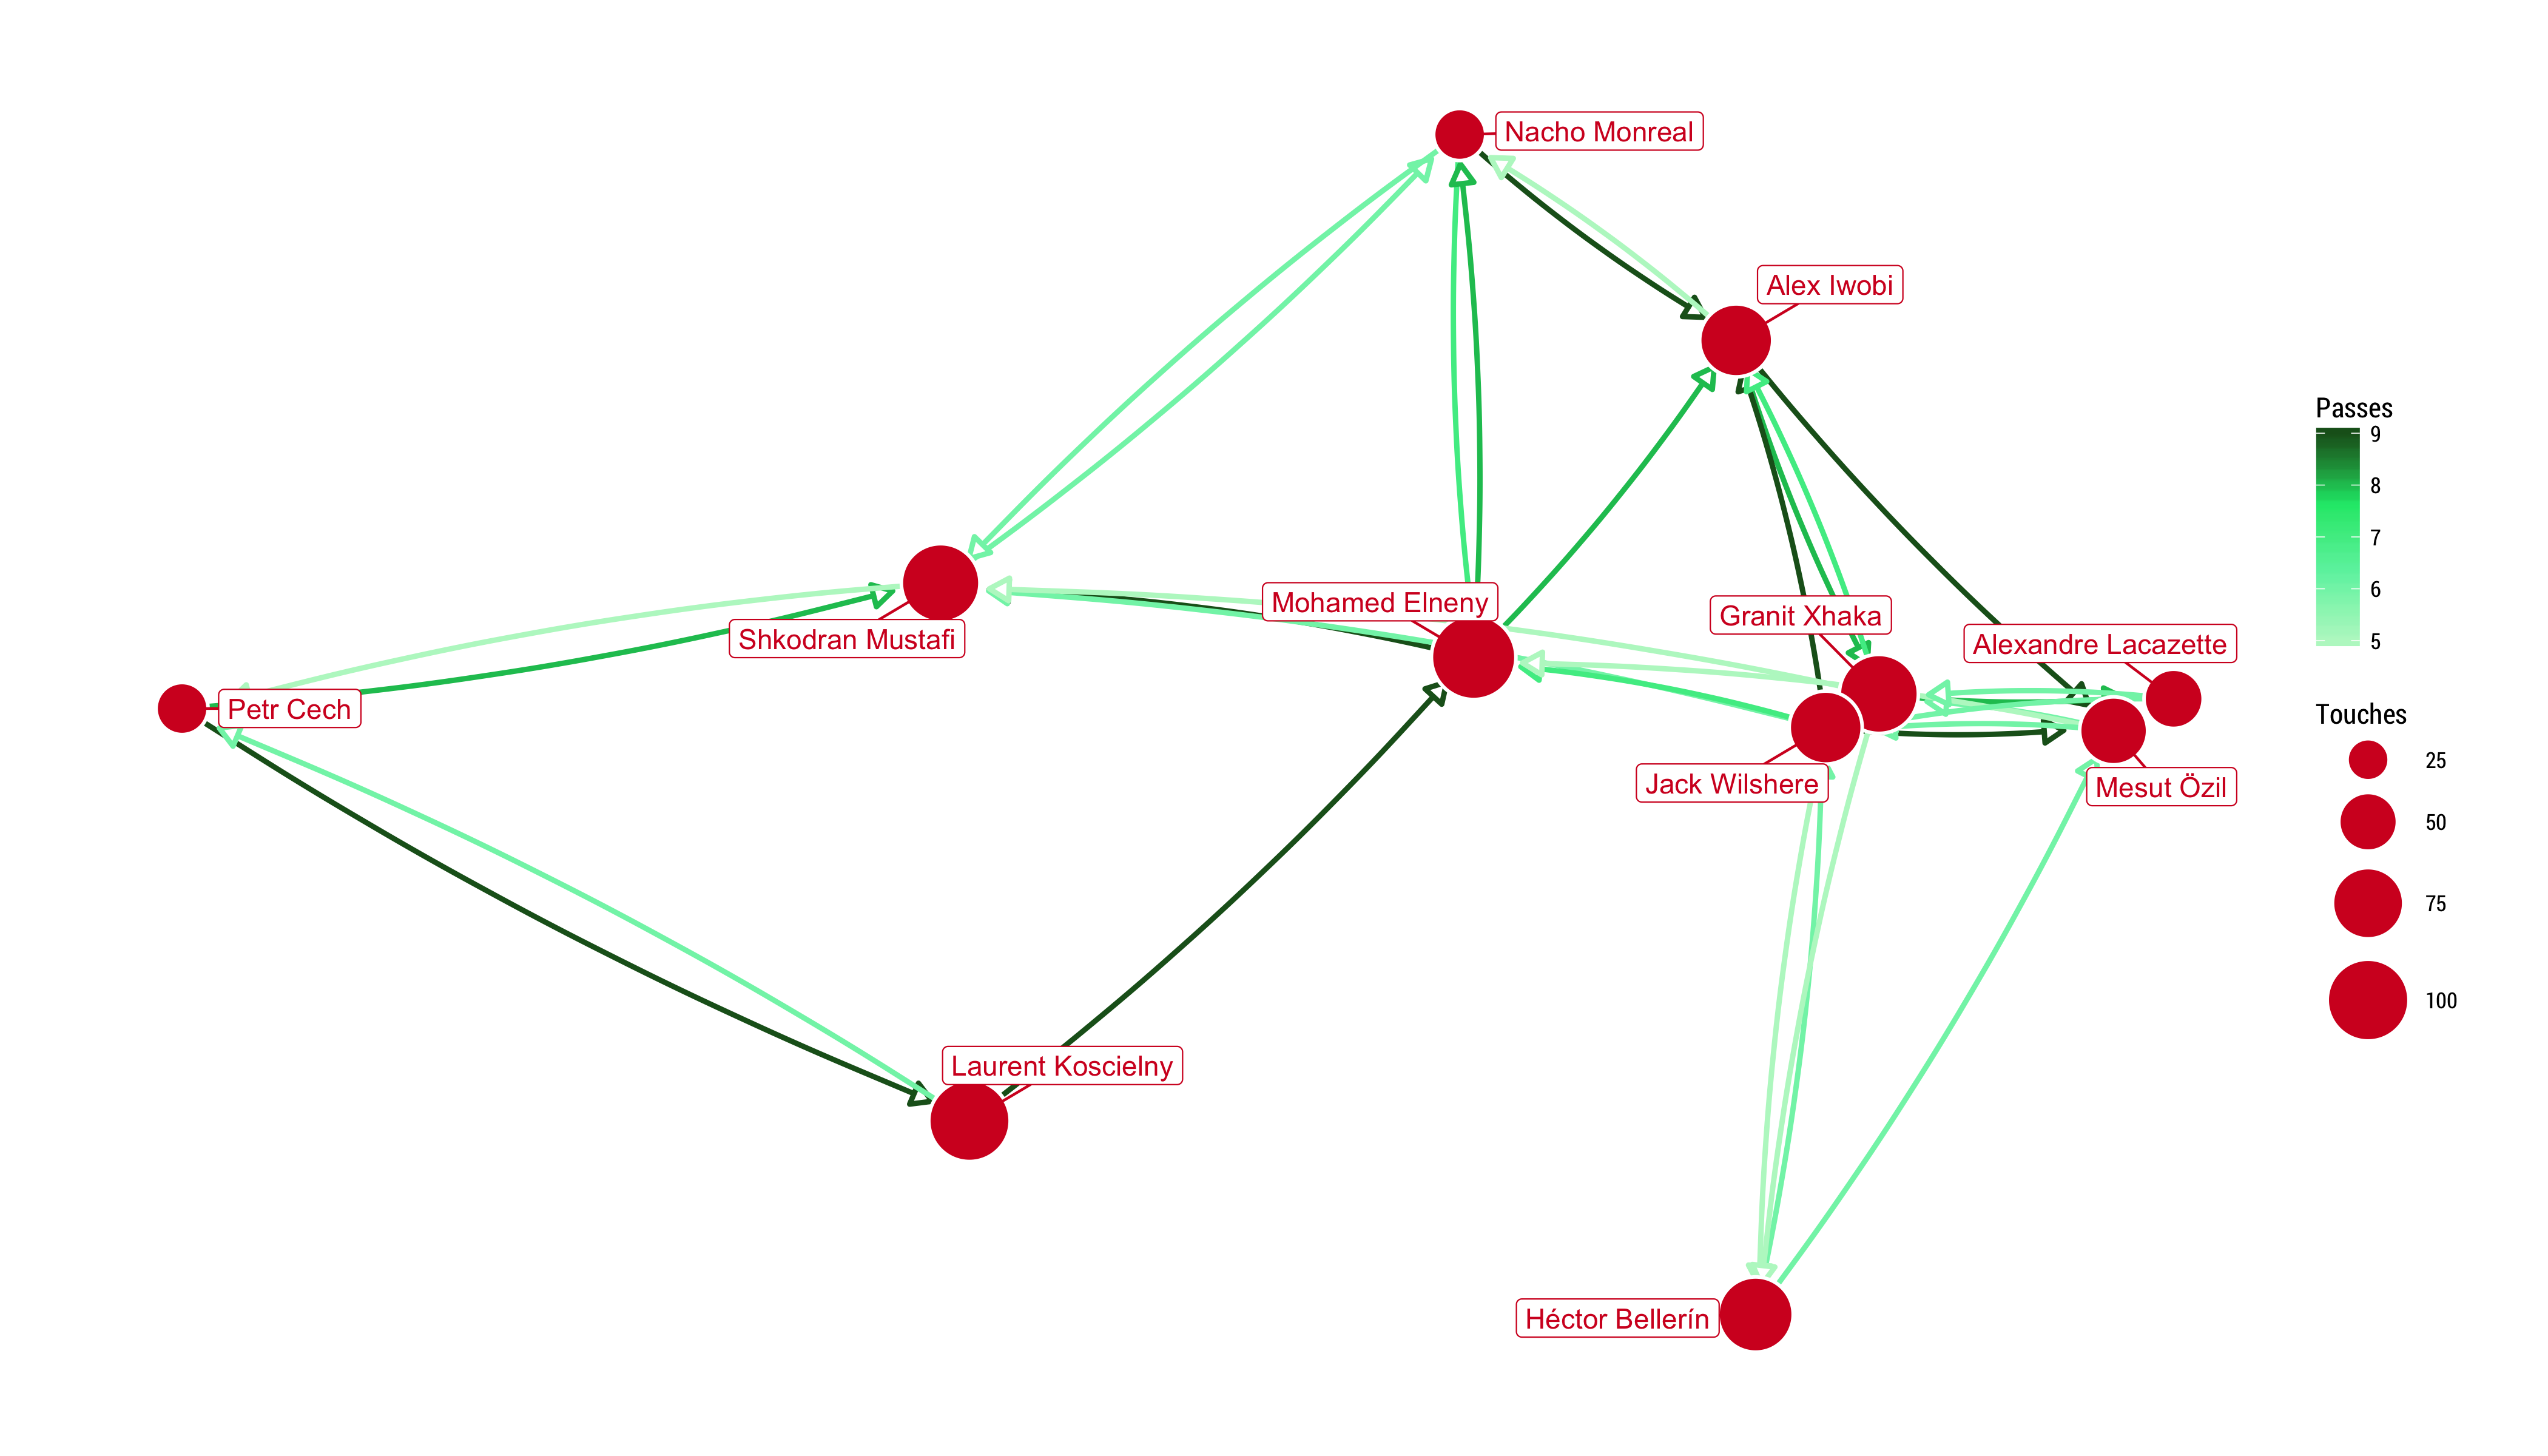 Nacho Monreal
Alex Iwobi
Passes
9
8
7
6
5
Mohamed Elneny
Granit Xhaka
Shkodran Mustafi
Alexandre Lacazette
Petr Cech
Jack Wilshere
Mesut Özil
Touches
25
50
75
100
Laurent Koscielny
Héctor Bellerín